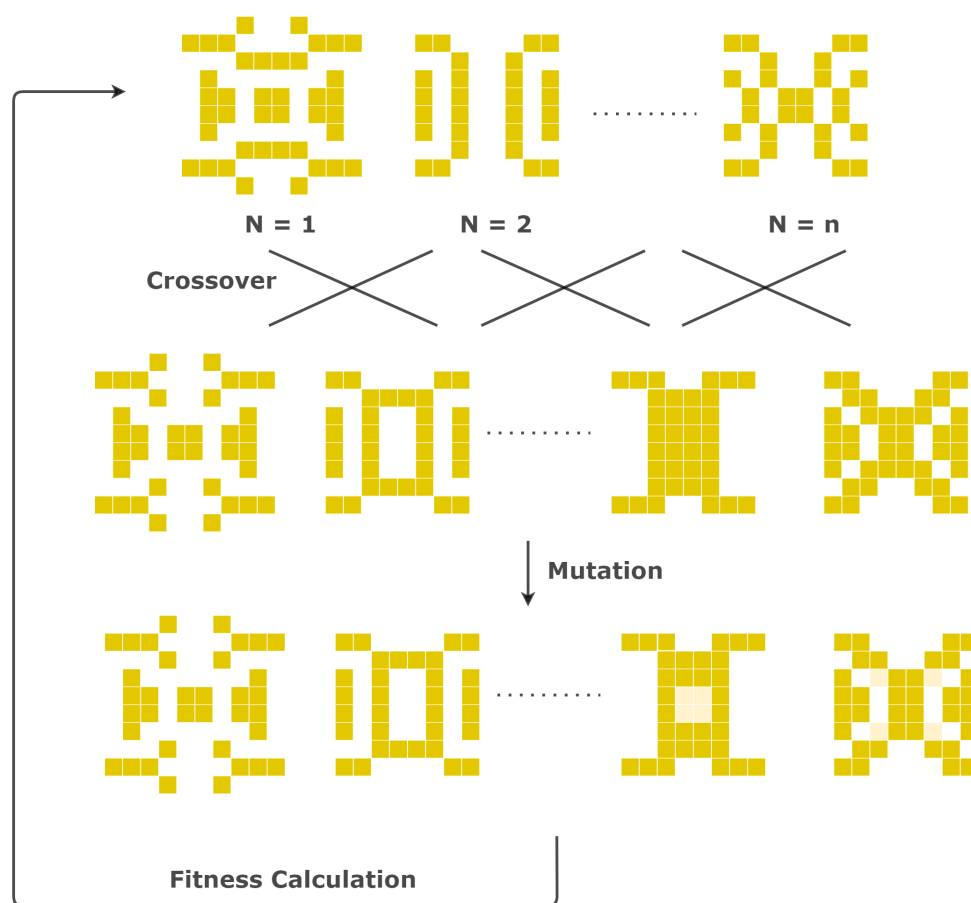 N = 1
N = 2
N = n
Crossover
Mutation
Fitness Calculation